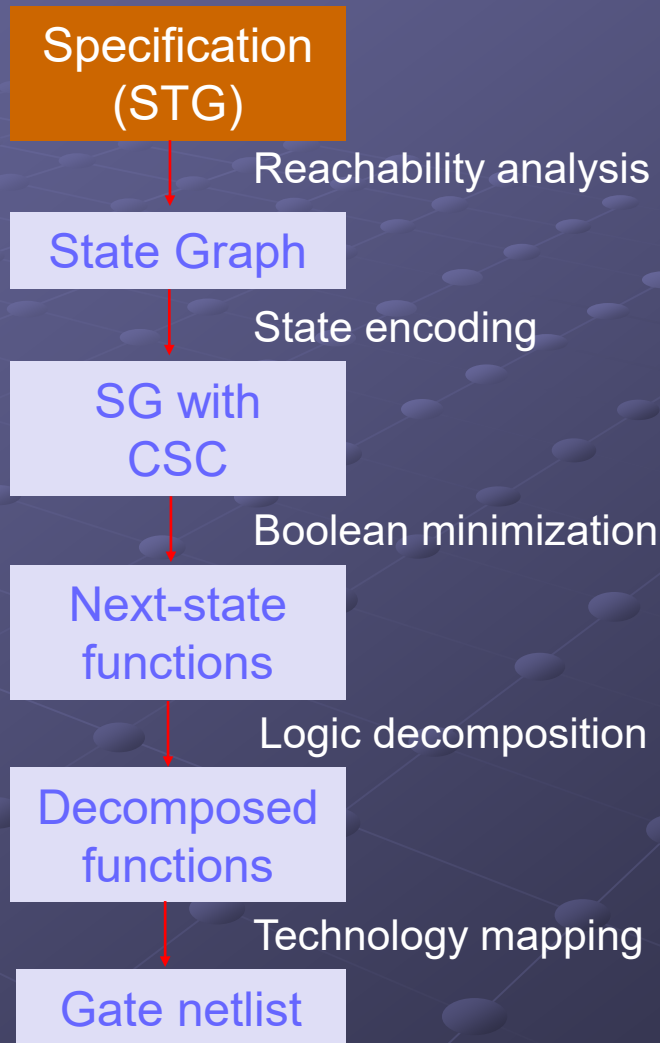 Specification
(STG)
Reachability analysis
State Graph
State encoding
SG with
CSC
Boolean minimization
Next-state
functions
Logic decomposition
Decomposed
functions
Technology mapping
Gate netlist